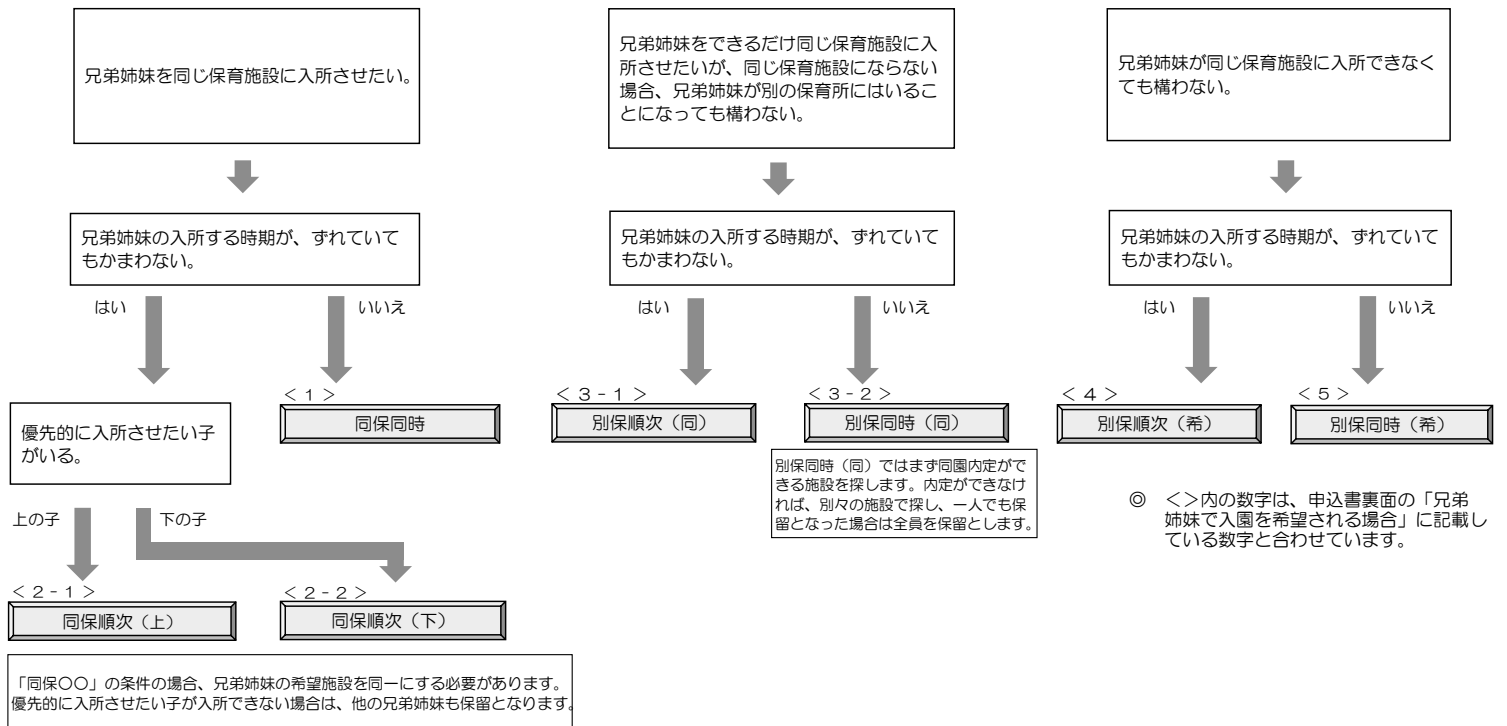 兄弟姉妹を同じ保育施設に入所させたい。
兄弟姉妹の入所する時期が、ずれていて
もかまわない。
はい
いいえ
優先的に入所させたい子
がいる。
<1>
同保同時
上の子
下の子
<2-1>
同保順次（上）
<2-2>
同保順次（下）
「同保〇〇」の条件の場合、兄弟姉妹の希望施設を同一にする必要があります。
優先的に入所させたい子が入所できない場合は、他の兄弟姉妹も保留となります。
兄弟姉妹をできるだけ同じ保育施設に入
所させたいが、同じ保育施設にならない
場合、兄弟姉妹が別の保育所にはいるこ
とになっても構わない。
兄弟姉妹の入所する時期が、ずれていて
もかまわない。
はい
いいえ
<3-1>
別保順次（同）
<3-2>
別保同時（同）
別保同時（同）ではまず同園内定がで
きる施設を探します。内定ができなけ
れば、別々の施設で探し、一人でも保
留となった場合は全員を保留とします。
兄弟姉妹が同じ保育施設に入所できなく
ても構わない。
兄弟姉妹の入所する時期が、ずれていて
もかまわない。
はい
いいえ
<4>
別保順次（希）
<5>
別保同時（希）
◎ <>内の数字は、申込書裏面の「兄弟
姉妹で入園を希望される場合」に記載し
ている数字と合わせています。